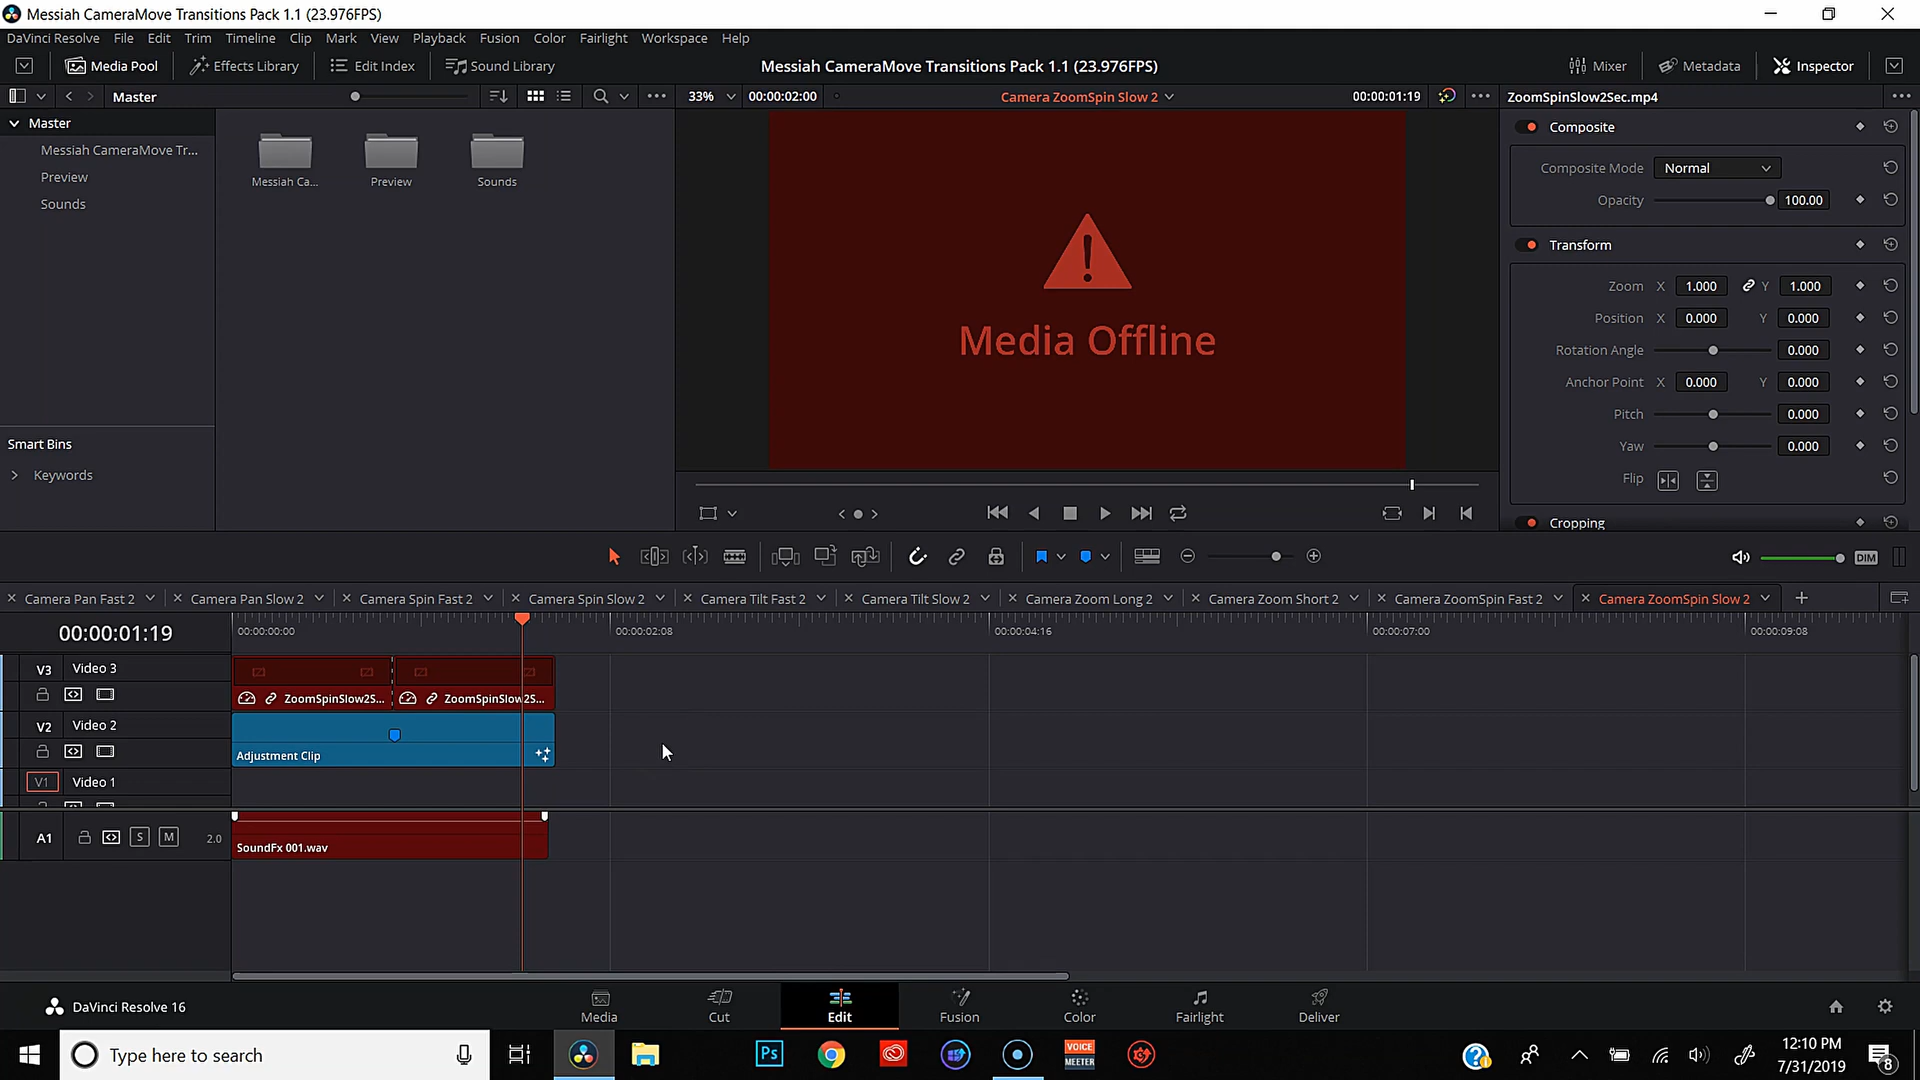 Messiah CameraMove Transitions Pack 1.1 (23.976FPS)
DaVinci Resolve File Edit Trim Timeline Clip Mark View Playback Fusion Color Fairlight Workspace Help
Media Pool Effects Library Edit Index Sound Library Messiah CameraMove Transitions Pack 1.1 (23.976FPS) Mixer Metadata Inspector
Master 33% 00:00:02:00 Camera ZoomSpin Slow 2 00:00:01:19 ZoomSpinSlow2Sec.mp4
Master
Messiah CameraMove Tr...
Preview
Sounds
Messiah Ca... Preview Sounds
Smart Bins
Keywords
Media Offline
Composite
Composite Mode Normal
Opacity 100.00
Transform
Zoom X 1.000 Y 1.000
Position X 0.000 Y 0.000
Rotation Angle 0.000
Anchor Point X 0.000 Y 0.000
Pitch 0.000
Yaw 0.000
Flip
Cropping
DIM
Camera Pan Fast 2 Camera Pan Slow 2 Camera Spin Fast 2 Camera Spin Slow 2 Camera Tilt Fast 2 Camera Tilt Slow 2 Camera Zoom Long 2 Camera Zoom Short 2 Camera ZoomSpin Fast 2 Camera ZoomSpin Slow 2
00:00:01:19 00:00:00:00 00:00:02:08 00:00:04:16 00:00:07:00 00:00:09:08
V3 Video 3
ZoomSpinSlow2S... ZoomSpinSlow2S...
V2 Video 2
Adjustment Clip
V1 Video 1
A1 S M 2.0
SoundFx 001.wav
DaVinci Resolve 16
Media Cut Edit Fusion Color Fairlight Deliver
Type here to search
Ps
VOICE
MEETER
12:10 PM
7/31/2019
8